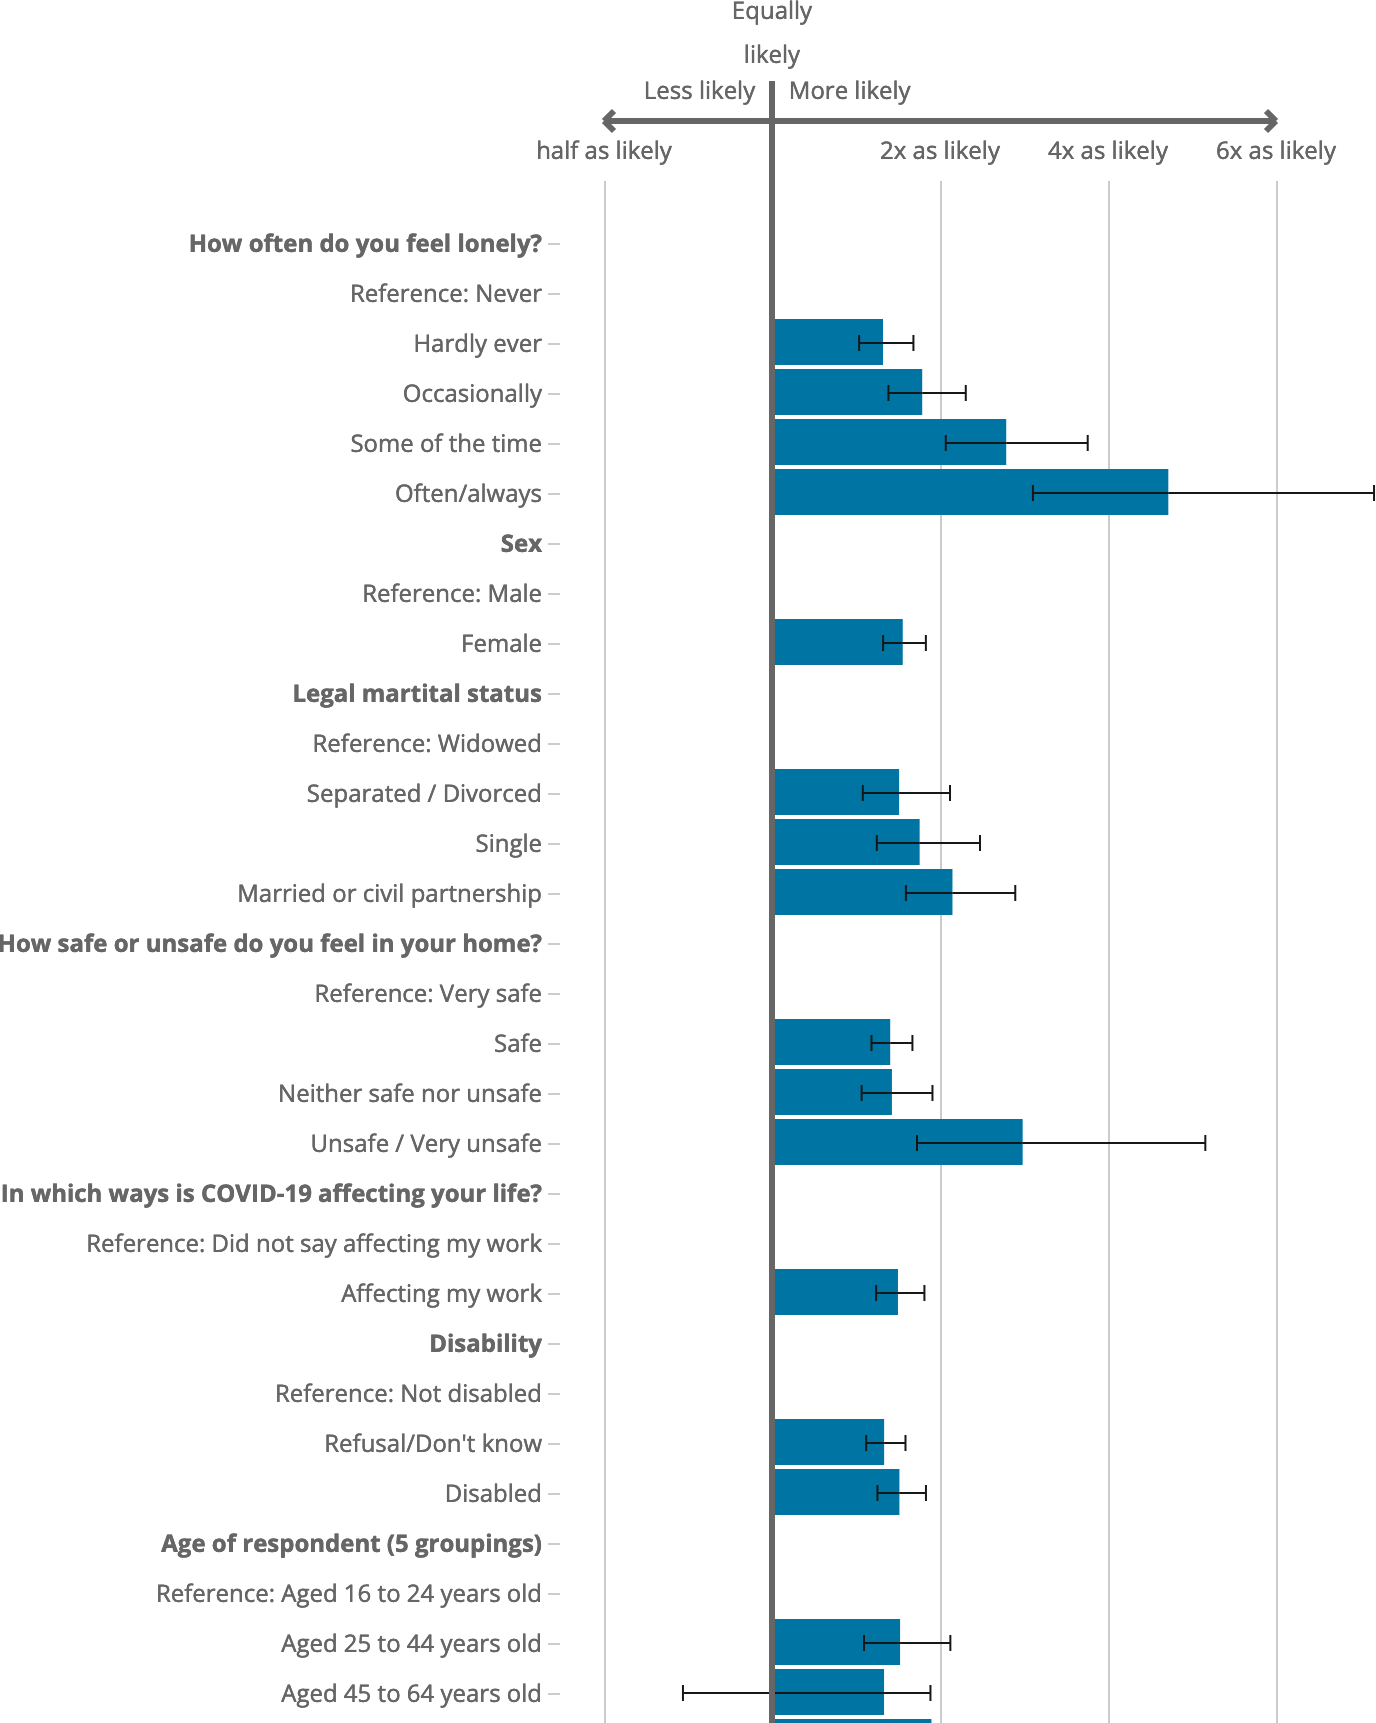 Equally
likely
Less likely
More likely
half as likely
2x as likely
4x as likely
6x as likely
How often do you feel lonely?
Reference: Never
Hardly ever
Occasionally
Some of the time
Often/always
Sex
Reference: Male
Female
Legal martital status
Reference: Widowed
Separated / Divorced
Single
Married or civil partnership
How safe or unsafe do you feel in your home?
Reference: Very safe
Safe
Neither safe nor unsafe
Unsafe / Very unsafe
In which ways is COVID-19 affecting your life?
Reference: Did not say affecting my work
Affecting my work
Disability
Reference: Not disabled
Refusal/Don't know
Disabled
Age of respondent (5 groupings)
Reference: Aged 16 to 24 years old
Aged 25 to 44 years old
Aged 45 to 64 years old